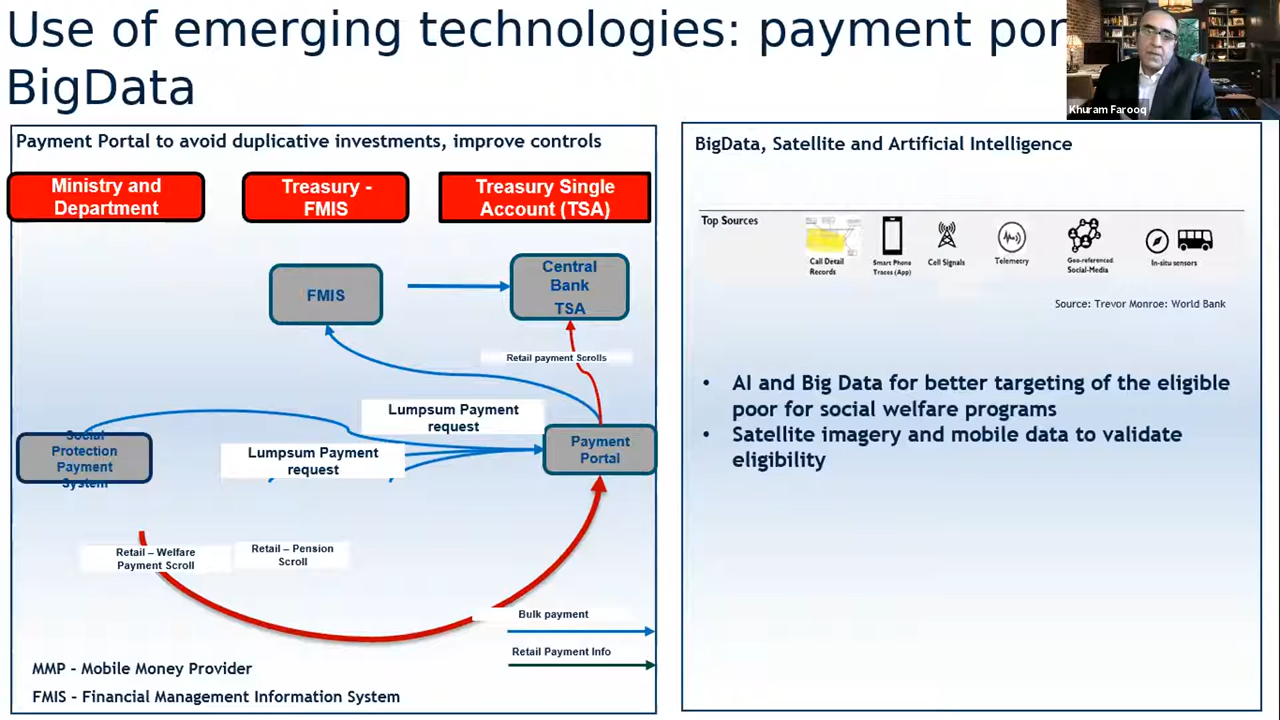 Use of emerging technologies: payment por
BigData
Khuram Farooq
Payment Portal to avoid duplicative investments, improve controls
Ministry and
Department
Treasury -
FMIS
Treasury Single
Account (TSA)
FMIS
Central
Bank
TSA
Retail payment Scrolls
Lumpsum Payment
request
Lumpsum Payment
request
Social
Protection
Payment
System
Payment
Portal
Retail – Welfare
Payment Scroll
Retail – Pension
Scroll
Bulk payment
Retail Payment Info
MMP - Mobile Money Provider
FMIS - Financial Management Information System
BigData, Satellite and Artificial Intelligence
Top Sources
Call Detail
Records
Smart Phone
Traces (App)
Cell Signals
Telemetry
Geo-referenced
Social-Media
In-situ sensors
Source: Trevor Monroe: World Bank
• AI and Big Data for better targeting of the eligible
poor for social welfare programs
• Satellite imagery and mobile data to validate
eligibility